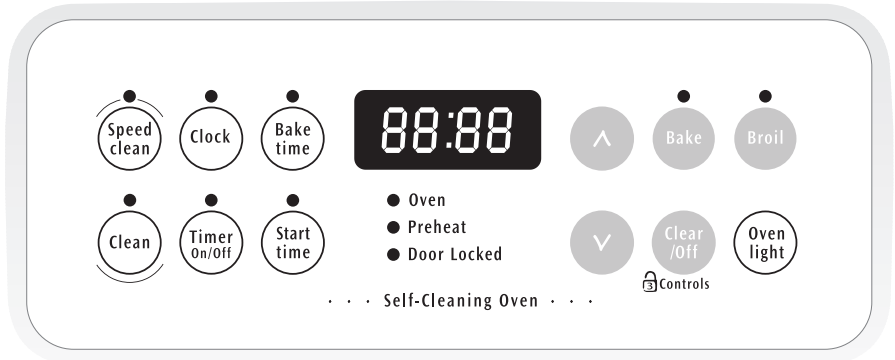 Speed
clean
Clock
Bake
time
88:88
∧
Bake
Broil
Clean
Timer
On/Off
Start
time
Oven
Preheat
Door Locked
∨
Clear
/Off
Oven
light
3 Controls
· · · Self-Cleaning Oven · · ·